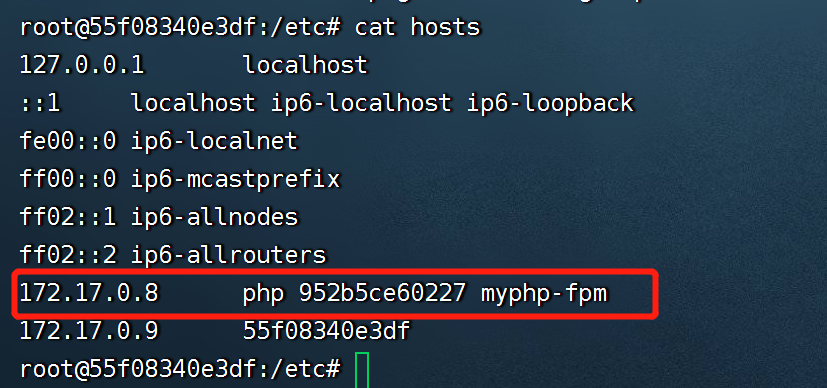 root@55f08340e3df:/etc# cat hosts
127.0.0.1 localhost
::1 localhost ip6-localhost ip6-loopback
fe00::0 ip6-localnet
ff00::0 ip6-mcastprefix
ff02::1 ip6-allnodes
ff02::2 ip6-allrouters
172.17.0.8 php 952b5ce60227 myphp-fpm
172.17.0.9 55f08340e3df
root@55f08340e3df:/etc#